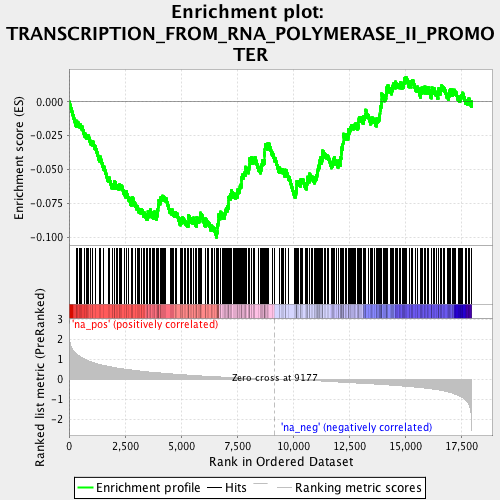 Enrichment plot:
TRANSCRIPTION_FROM_RNA_POLYMERASE_II_PROMO
TER
Enrichment score (ES)
0.000
-0.025
-0.050
-0.075
-0.100
'na_pos' (positively correlated)
Ranked list metric (PreRanked)
3
2
1
0
-1
-2
Zero cross at 9177
'na_neg' (negatively correlated)
0
2,500
5,000
7,500
10,000
12,500
15,000
17,500
Rank in Ordered Dataset
Enrichment profile
Hits
Ranking metric scores